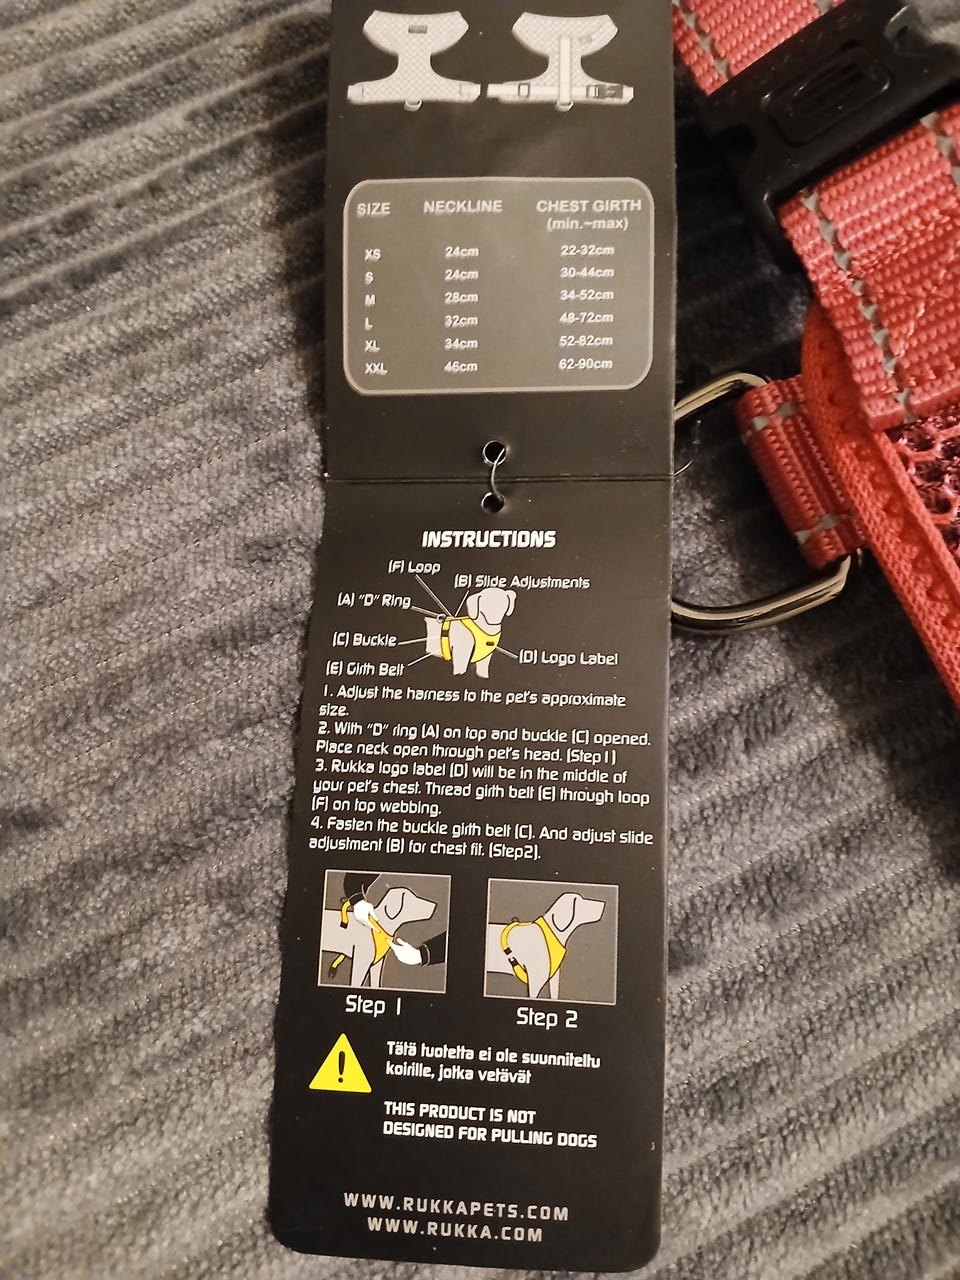 SIZE NECKLINE CHEST GIRTH
(min.~max)
XS 24cm 22-32cm
S 24cm 30-44cm
M 28cm 34-52cm
L 32cm 48-72cm
XL 34cm 52-82cm
XXL 46cm 62-90cm
INSTRUCTIONS
(F) Loop
(B) Slide Adjustments
(A) "D" Ring
(C) Buckle
(D) Logo Label
(E) Girth Belt
1. Adjust the harness to the pet's approximate
size.
2. With "D" ring (A) on top and buckle (C) opened.
Place neck open through pet's head. (Step 1)
3. Rukka logo label (D) will be in the middle of
your pet's chest. Thread girth belt (E) through loop
(F) on top webbing.
4. Fasten the buckle girth belt (C). And adjust slide
adjustment (B) for chest fit. (Step2).
Step 1
Step 2
!
Tätä tuotetta ei ole suunniteltu
koirille, jotka vetävät
THIS PRODUCT IS NOT
DESIGNED FOR PULLING DOGS
WWW.RUKKAPETS.COM
WWW.RUKKA.COM